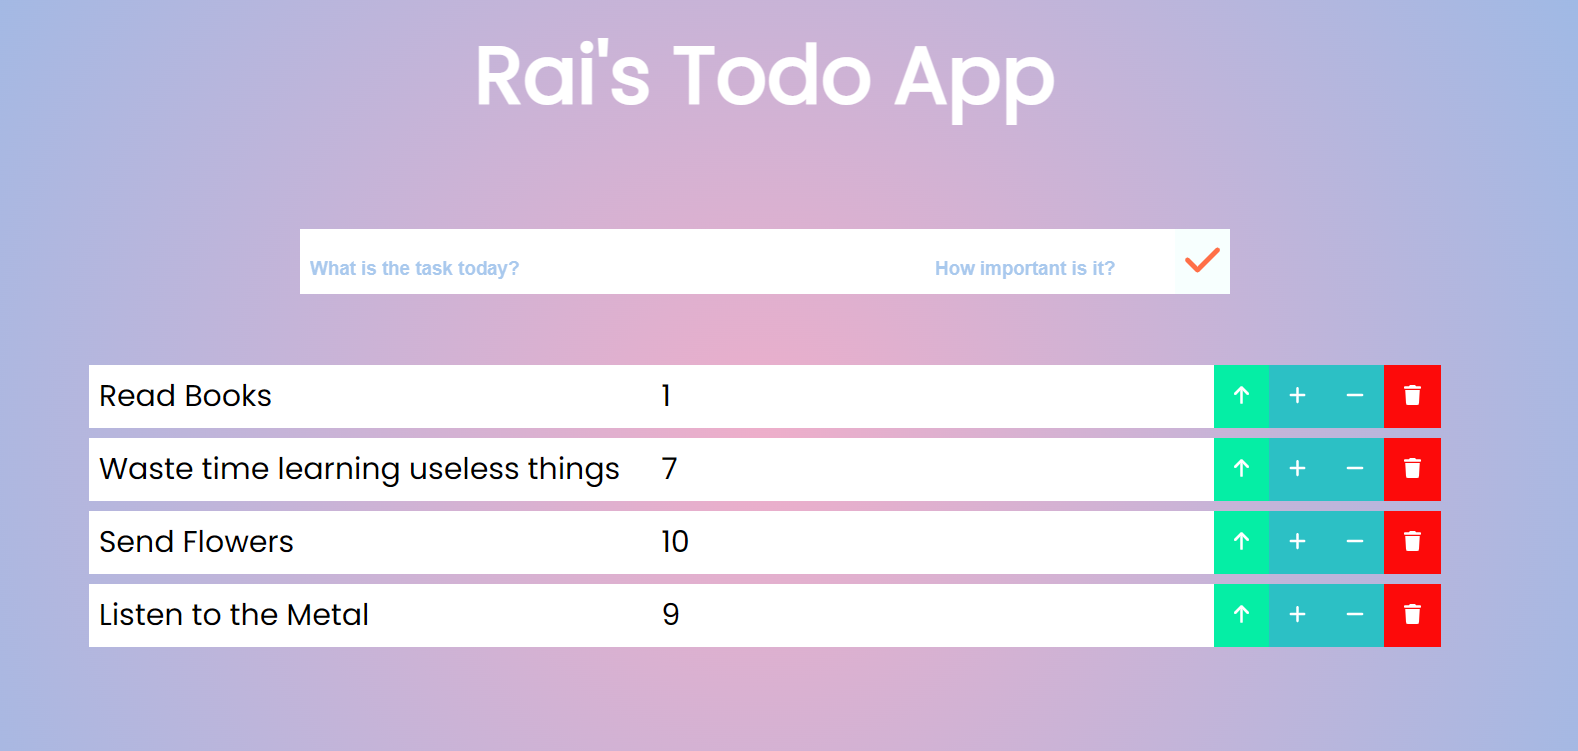 Rai's Todo App
What is the task today? How important is it?
Read Books 1
Waste time learning useless things 7
Send Flowers 10
Listen to the Metal 9